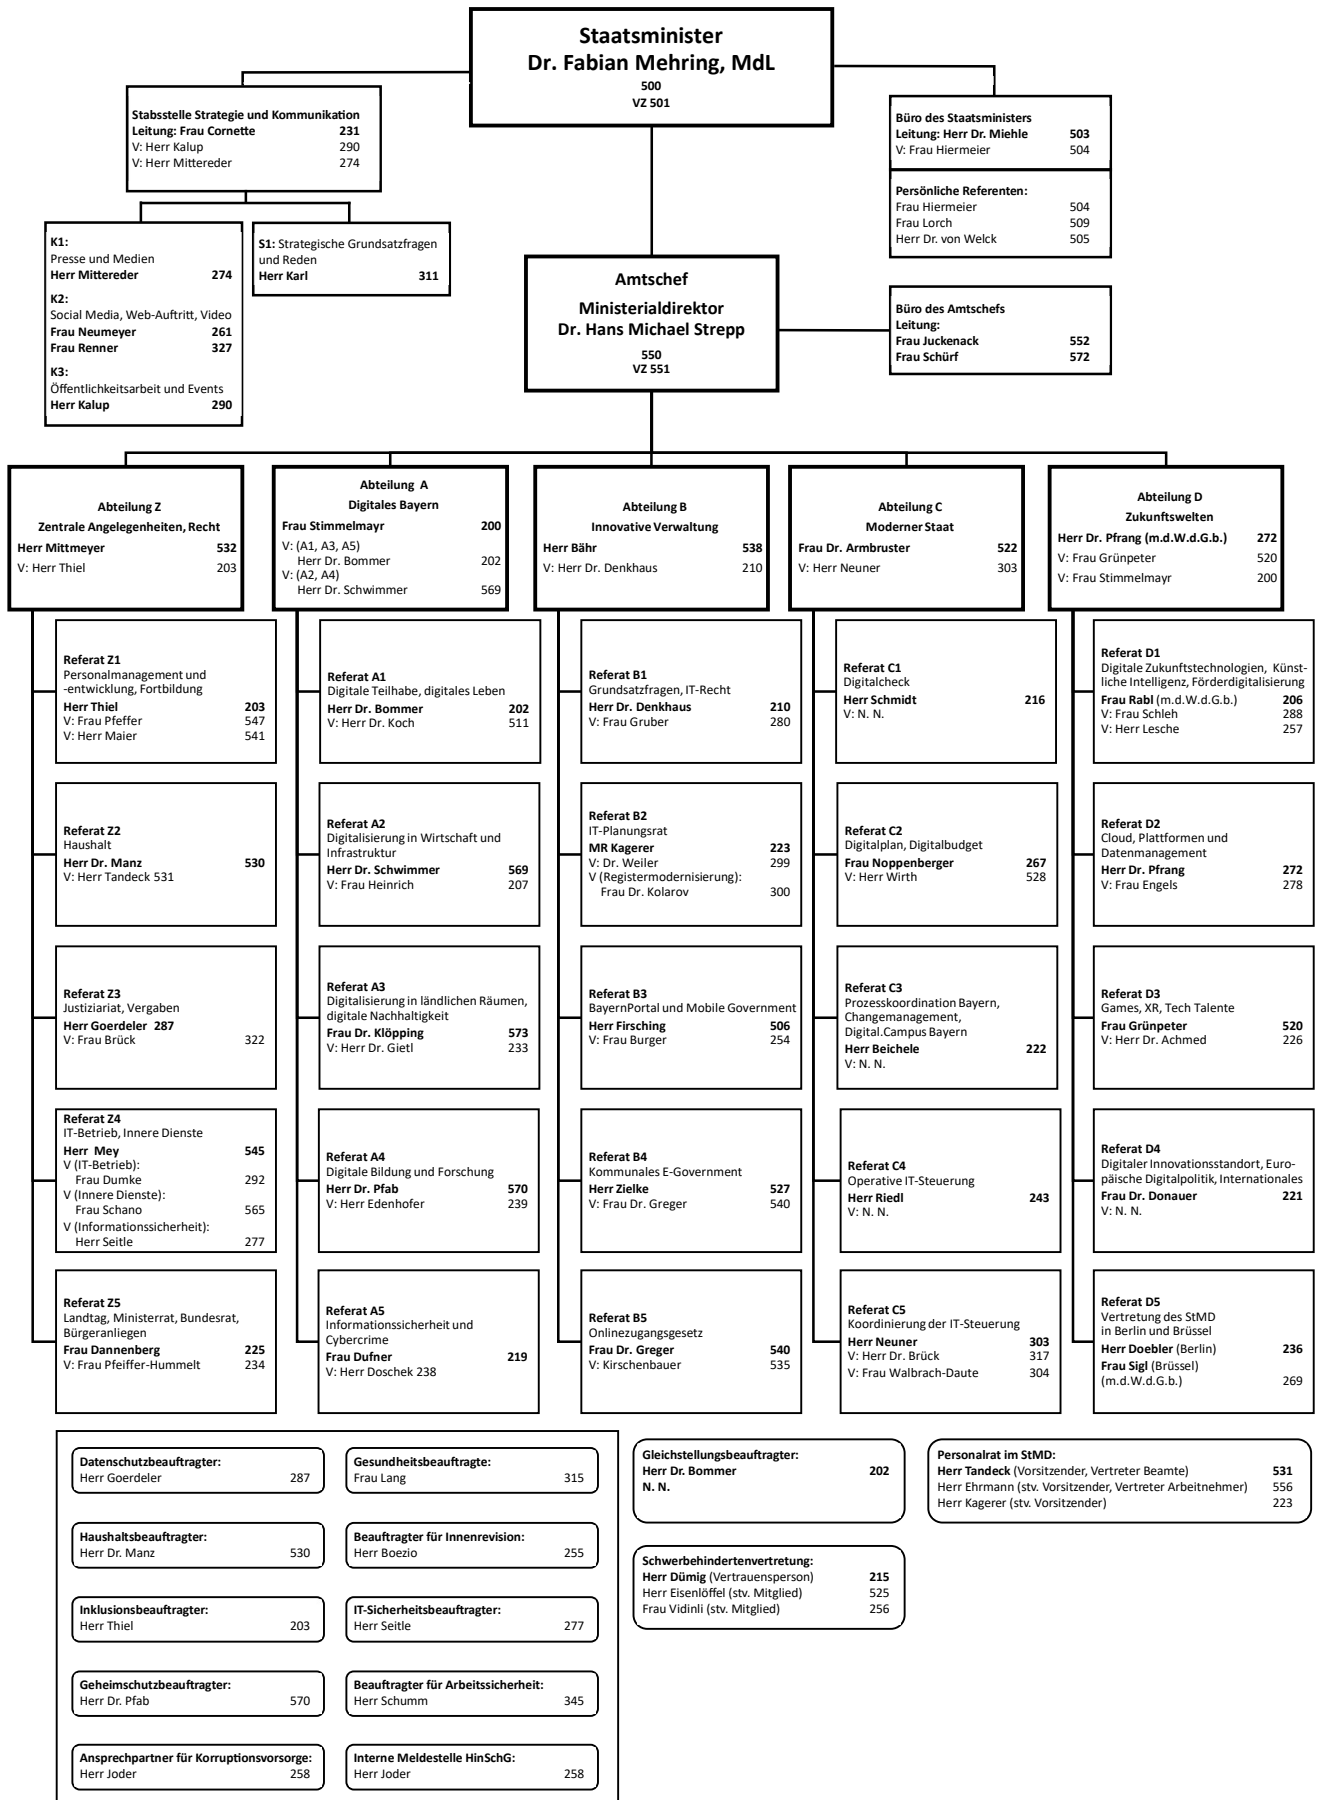 Staatsminister
Dr. Fabian Mehring, MdL
500
VZ 501
Stabsstelle Strategie und Kommunikation
Leitung: Frau Cornette 231
V: Herr Kalup 290
V: Herr Mittereder 274
Büro des Staatsministers
Leitung: Herr Dr. Miehle 503
V: Frau Hiermeier 504
Persönliche Referenten:
Frau Hiermeier 504
Frau Lorch 509
Herr Dr. von Welck 505
K1:
Presse und Medien
Herr Mittereder 274
K2:
Social Media, Web-Auftritt, Video
Frau Neumeyer 261
Frau Renner 327
K3:
Öffentlichkeitsarbeit und Events
Herr Kalup 290
S1: Strategische Grundsatzfragen
und Reden
Herr Karl 311
Amtschef
Ministerialdirektor
Dr. Hans Michael Strepp
550
VZ 551
Büro des Amtschefs
Leitung:
Frau Juckenack 552
Frau Schürf 572
Abteilung Z
Zentrale Angelegenheiten, Recht
Herr Mittmeyer 532
V: Herr Thiel 203
Abteilung A
Digitales Bayern
Frau Stimmelmayr 200
V: (A1, A3, A5)
Herr Dr. Bommer 202
V: (A2, A4)
Herr Dr. Schwimmer 569
Abteilung B
Innovative Verwaltung
Herr Bähr 538
V: Herr Dr. Denkhaus 210
Abteilung C
Moderner Staat
Frau Dr. Armbruster 522
V: Herr Neuner 303
Abteilung D
Zukunftswelten
Herr Dr. Pfrang (m.d.W.d.G.b.) 272
V: Frau Grünpeter 520
V: Frau Stimmelmayr 200
Referat Z1
Personalmanagement und
-entwicklung, Fortbildung
Herr Thiel 203
V: Frau Pfeffer 547
V: Herr Maier 541
Referat A1
Digitale Teilhabe, digitales Leben
Herr Dr. Bommer 202
V: Herr Dr. Koch 511
Referat B1
Grundsatzfragen, IT-Recht
Herr Dr. Denkhaus 210
V: Frau Gruber 280
Referat C1
Digitalcheck
Herr Schmidt 216
V: N. N.
Referat D1
Digitale Zukunftstechnologien, Künst-
liche Intelligenz, Förderdigitalisierung
Frau Rabl (m.d.W.d.G.b.) 206
V: Frau Schleh 288
V: Herr Lesche 257
Referat Z2
Haushalt
Herr Dr. Manz 530
V: Herr Tandeck 531
Referat A2
Digitalisierung in Wirtschaft und
Infrastruktur
Herr Dr. Schwimmer 569
V: Frau Heinrich 207
Referat B2
IT-Planungsrat
MR Kagerer 223
V: Dr. Weiler 299
V (Registermodernisierung):
Frau Dr. Kolarov 300
Referat C2
Digitalplan, Digitalbudget
Frau Noppenberger 267
V: Herr Wirth 528
Referat D2
Cloud, Plattformen und
Datenmanagement
Herr Dr. Pfrang 272
V: Frau Engels 278
Referat Z3
Justiziariat, Vergaben
Herr Goerdeler 287
V: Frau Brück 322
Referat A3
Digitalisierung in ländlichen Räumen,
digitale Nachhaltigkeit
Frau Dr. Klöpping 573
V: Herr Dr. Gietl 233
Referat B3
BayernPortal und Mobile Government
Herr Firsching 506
V: Frau Burger 254
Referat C3
Prozesskoordination Bayern,
Changemanagement,
Digital.Campus Bayern
Herr Beichele 222
V: N. N.
Referat D3
Games, XR, Tech Talente
Frau Grünpeter 520
V: Herr Dr. Achmed 226
Referat Z4
IT-Betrieb, Innere Dienste
Herr Mey 545
V (IT-Betrieb):
Frau Dumke 292
V (Innere Dienste):
Frau Schano 565
V (Informationssicherheit):
Herr Seitle 277
Referat A4
Digitale Bildung und Forschung
Herr Dr. Pfab 570
V: Herr Edenhofer 239
Referat B4
Kommunales E-Government
Herr Zielke 527
V: Frau Dr. Greger 540
Referat C4
Operative IT-Steuerung
Herr Riedl 243
V: N. N.
Referat D4
Digitaler Innovationsstandort, Euro-
päische Digitalpolitik, Internationales
Frau Dr. Donauer 221
V: N. N.
Referat Z5
Landtag, Ministerrat, Bundesrat,
Bürgeranliegen
Frau Dannenberg 225
V: Frau Pfeiffer-Hummelt 234
Referat A5
Informationssicherheit und
Cybercrime
Frau Dufner 219
V: Herr Doschek 238
Referat B5
Onlinezugangsgesetz
Frau Dr. Greger 540
V: Kirschenbauer 535
Referat C5
Koordinierung der IT-Steuerung
Herr Neuner 303
V: Herr Dr. Brück 317
V: Frau Walbrach-Daute 304
Referat D5
Vertretung des StMD
in Berlin und Brüssel
Herr Doebler (Berlin) 236
Frau Sigl (Brüssel)
(m.d.W.d.G.b.) 269
Datenschutzbeauftragter:
Herr Goerdeler 287
Gesundheitsbeauftragte:
Frau Lang 315
Haushaltsbeauftragter:
Herr Dr. Manz 530
Beauftragter für Innenrevision:
Herr Boezio 255
Inklusionsbeauftragter:
Herr Thiel 203
IT-Sicherheitsbeauftragter:
Herr Seitle 277
Geheimschutzbeauftragter:
Herr Dr. Pfab 570
Beauftragter für Arbeitssicherheit:
Herr Schumm 345
Ansprechpartner für Korruptionsvorsorge:
Herr Joder 258
Interne Meldestelle HinSchG:
Herr Joder 258
Gleichstellungsbeauftragter:
Herr Dr. Bommer 202
N. N.
Schwerbehindertenvertretung:
Herr Dümig (Vertrauensperson) 215
Herr Eisenlöffel (stv. Mitglied) 525
Frau Vidinli (stv. Mitglied) 256
Personalrat im StMD:
Herr Tandeck (Vorsitzender, Vertreter Beamte) 531
Herr Ehrmann (stv. Vorsitzender, Vertreter Arbeitnehmer) 556
Herr Kagerer (stv. Vorsitzender) 223